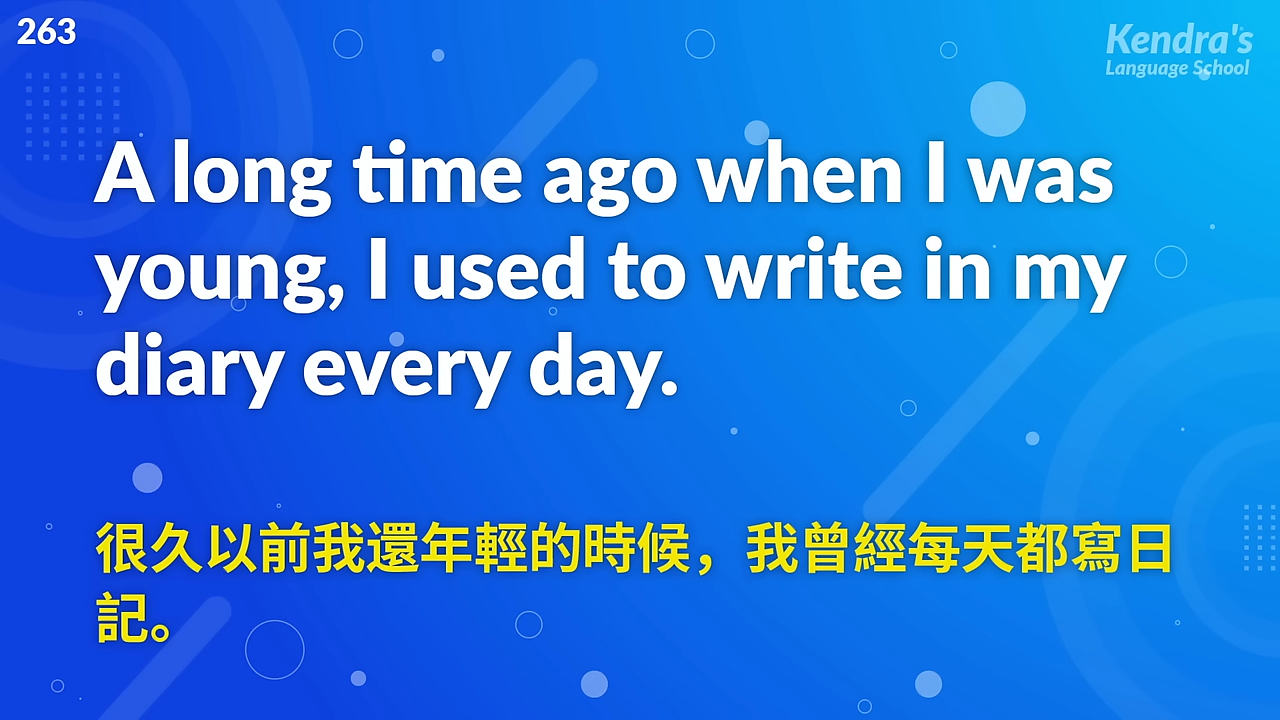 263
Kendra's
Language School
A long time ago when I was
young, I used to write in my
diary every day.
很久以前我還年輕的時候，我曾經每天都寫日
記。